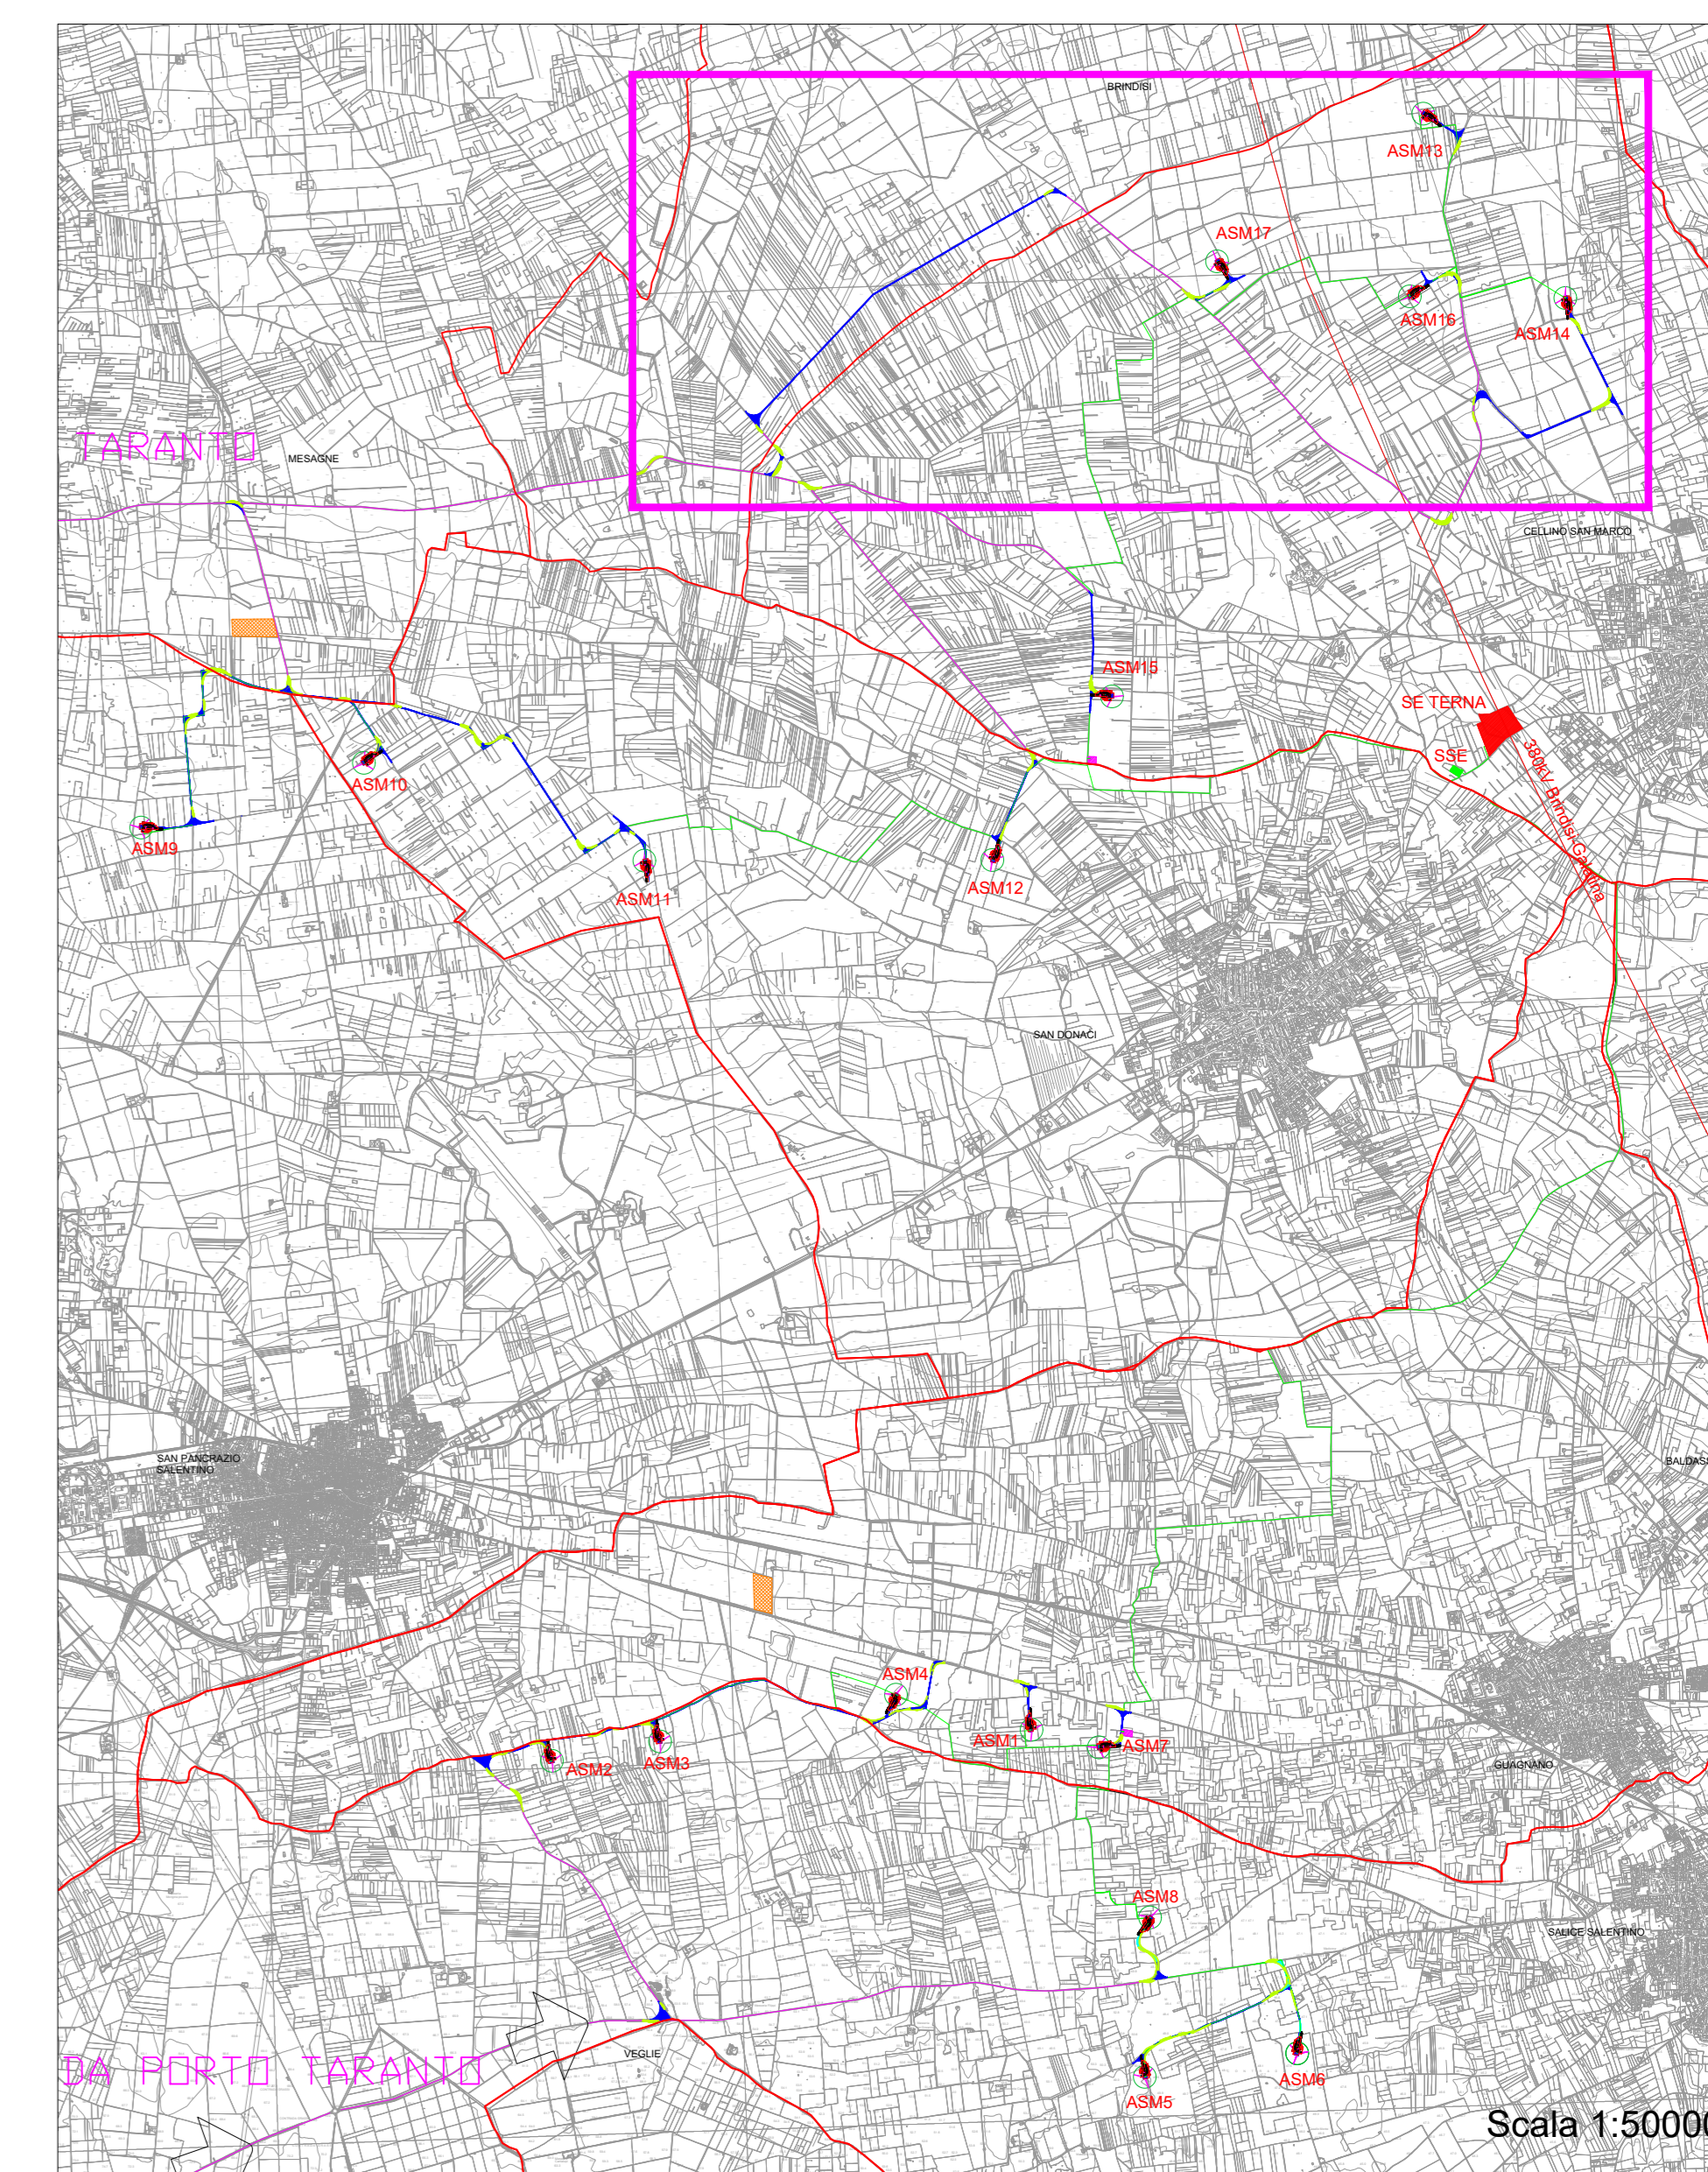 BRINDISI
ASM13
ASM17
ASM16
ASM14
TARANTO
MESAGNE
CELLINO SAN MARCO
ASM15
SE TERNA
SSE
380kV Brindisi-Galatina
ASM10
ASM9
ASM11
ASM12
SAN DONACI
SAN PANCRAZIO
SALENTINO
BALDASS
ASM4
ASM1
ASM7
ASM2
ASM3
GUAGNANO
ASM8
SALICE SALENTINO
VEGLIE
DA PORTO TARANTO
ASM6
ASM5
Scala 1:50000